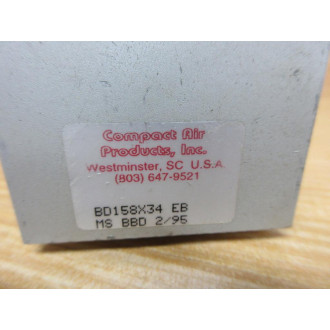 Compact Air
Products, Inc.
Westminster, SC U.S.A.
(803) 647-9521
BD158X34 EB
MS BBD 2/95